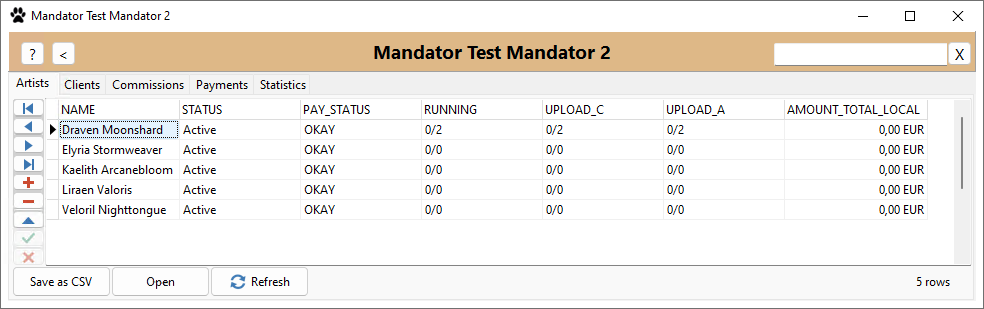 Mandator Test Mandator 2
? < Mandator Test Mandator 2 X
Artists Clients Commissions Payments Statistics
NAME STATUS PAY_STATUS RUNNING UPLOAD_C UPLOAD_A AMOUNT_TOTAL_LOCAL
Draven Moonshard Active OKAY 0/2 0/2 0/2 0,00 EUR
Elyria Stormweaver Active OKAY 0/0 0/0 0/0 0,00 EUR
Kaelith Arcanebloom Active OKAY 0/0 0/0 0/0 0,00 EUR
Liraen Valoris Active OKAY 0/0 0/0 0/0 0,00 EUR
Veloril Nighttongue Active OKAY 0/0 0/0 0/0 0,00 EUR
Save as CSV Open Refresh 5 rows